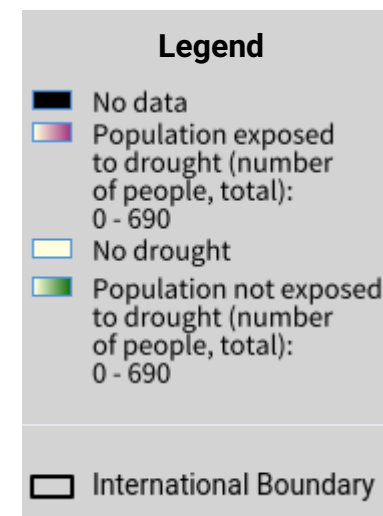 Legend
No data
Population exposed
to drought (number
of people, total):
0 - 690
No drought
Population not exposed
to drought (number
of people, total):
0 - 690
International Boundary